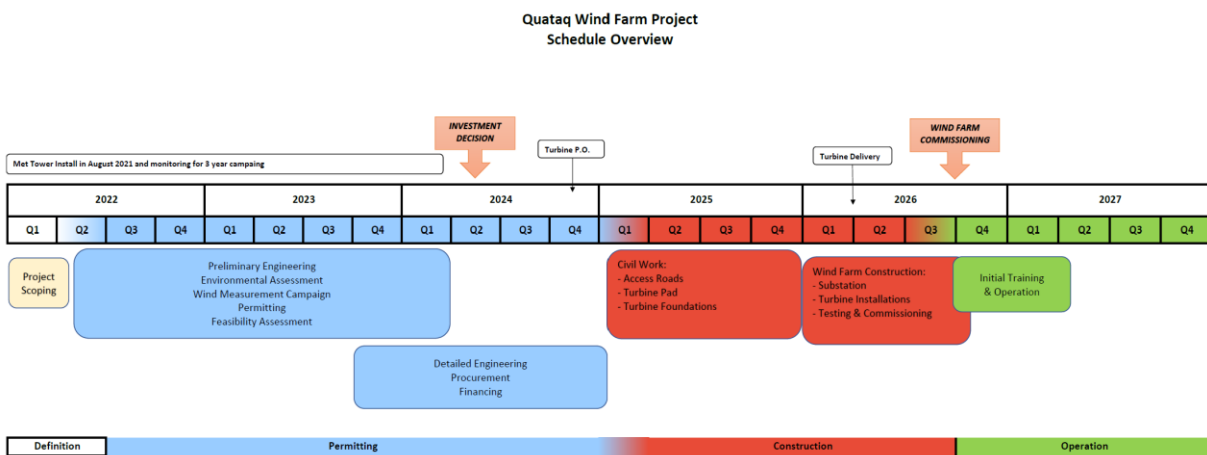 Quataq Wind Farm Project
Schedule Overview
INVESTMENT
DECISION
WIND FARM
COMMISSIONING
Turbine P.O.
Turbine Delivery
Met Tower Install in August 2021 and monitoring for 3 year campaing
2022 2023 2024 2025 2026 2027
Q1 Q2 Q3 Q4 Q1 Q2 Q3 Q4 Q1 Q2 Q3 Q4 Q1 Q2 Q3 Q4 Q1 Q2 Q3 Q4 Q1 Q2 Q3 Q4
Project
Scoping
Preliminary Engineering
Environmental Assessment
Wind Measurement Campaign
Permitting
Feasibility Assessment
Civil Work:
- Access Roads
- Turbine Pad
- Turbine Foundations
Wind Farm Construction:
- Substation
- Turbine Installations
- Testing & Commissioning
Initial Training
& Operation
Detailed Engineering
Procurement
Financing
Definition Permitting Construction Operation